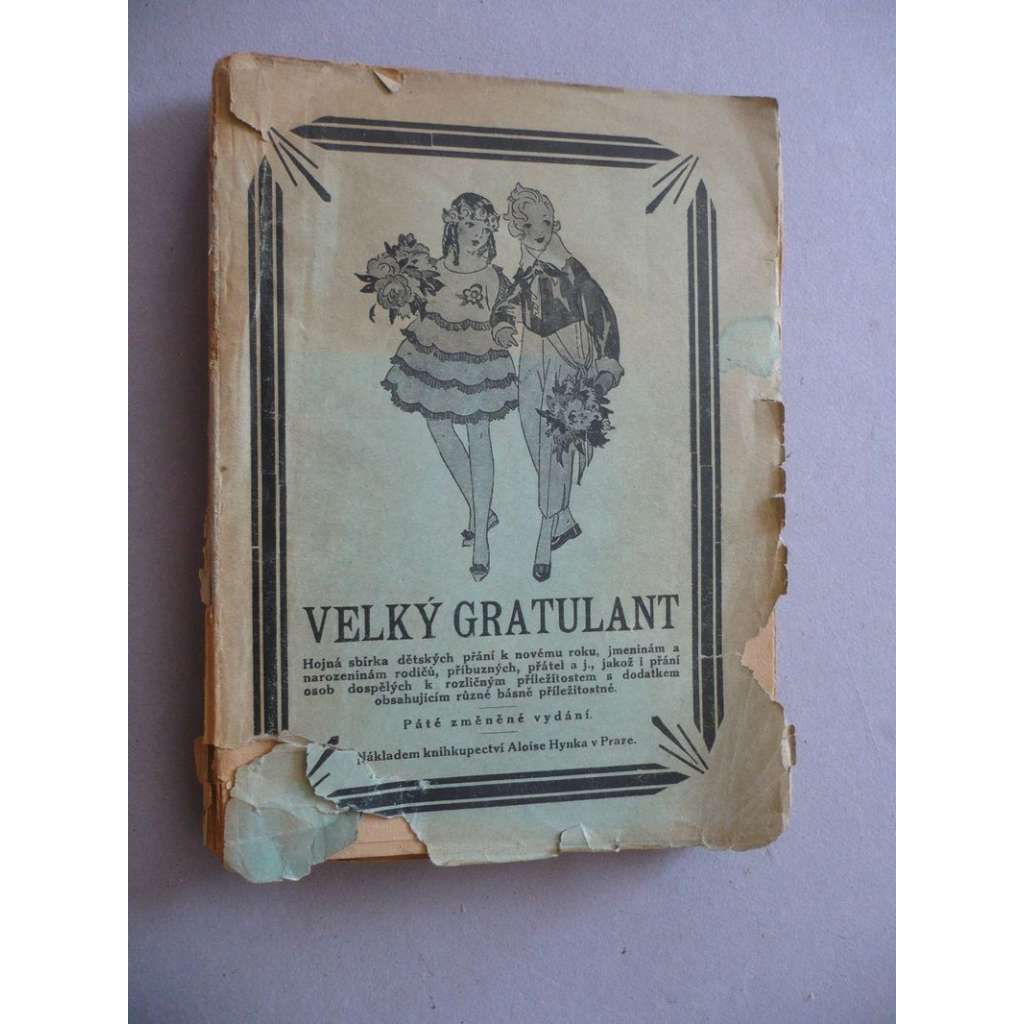 VELKÝ GRATULANT
Hojná sbírka dětských přání k novému roku, jmeninám a
narozeninám rodičů, příbuzných, přátel a j., jakož i přání
osob dospělých k rozličným příležitostem s dodatkem
obsahujícím různé básně příležitostné.
Páté změněné vydání.
Nákladem knihkupectví Aloise Hynka v Praze.